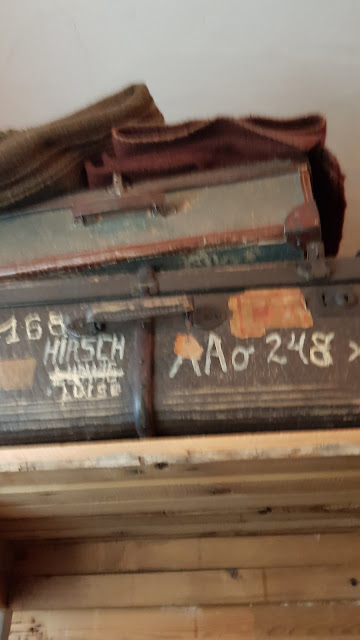 168
HIRSCH
AAo 248 >